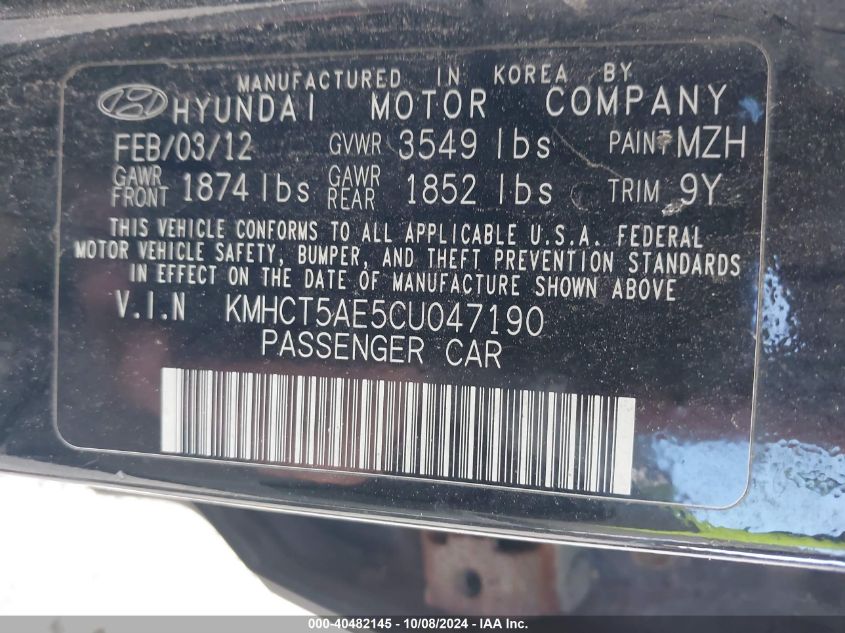 MANUFACTURED IN KOREA BY
HYUNDAI MOTOR COMPANY
FEB/03/12 GVWR 3549 lbs PAINT MZH
GAWR FRONT 1874 lbs GAWR REAR 1852 lbs TRIM 9Y
THIS VEHICLE CONFORMS TO ALL APPLICABLE U.S.A. FEDERAL
MOTOR VEHICLE SAFETY, BUMPER, AND THEFT PREVENTION STANDARDS
IN EFFECT ON THE DATE OF MANUFACTURE SHOWN ABOVE.
V.I.N KMHCT5AE5CU047190
PASSENGER CAR
000-40482145 - 10/08/2024 - IAA Inc.